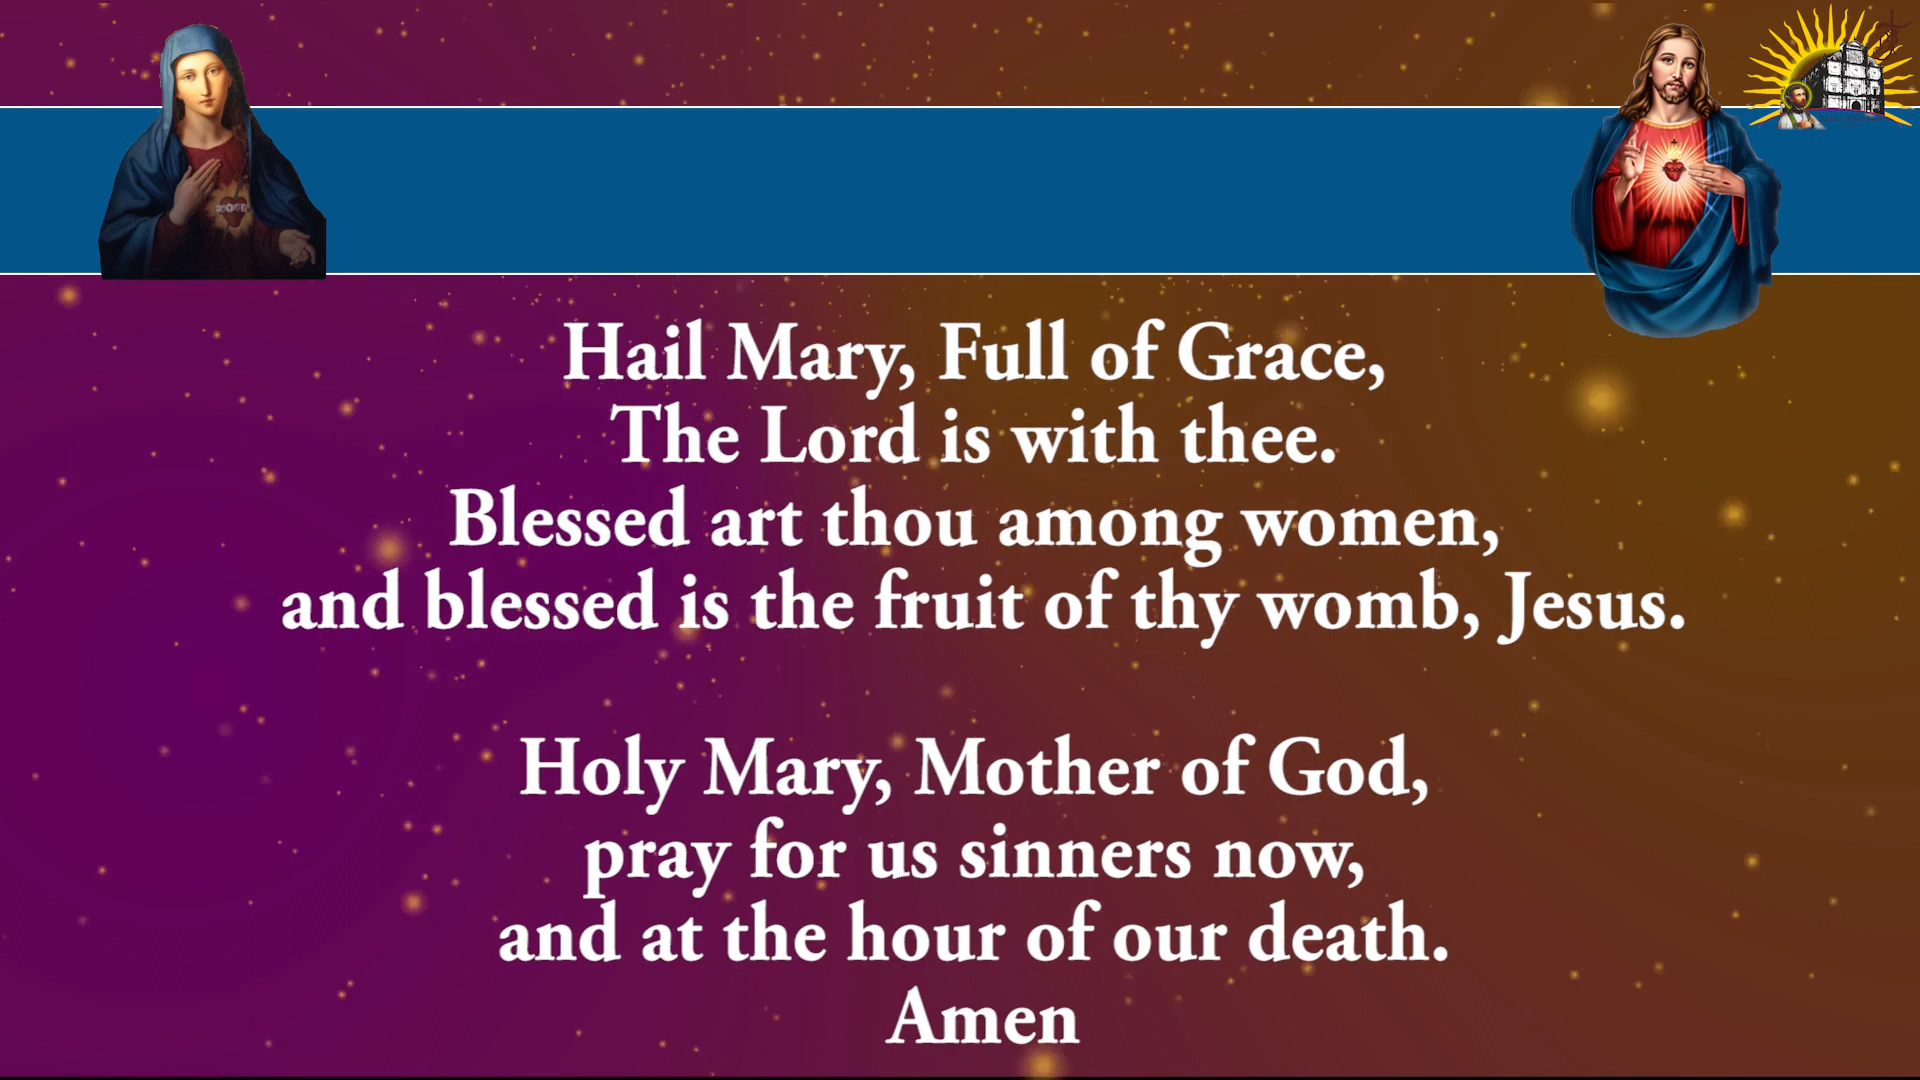 Hail Mary, Full of Grace,
The Lord is with thee.
Blessed art thou among women,
and blessed is the fruit of thy womb, Jesus.
Holy Mary, Mother of God,
pray for us sinners now,
and at the hour of our death.
Amen